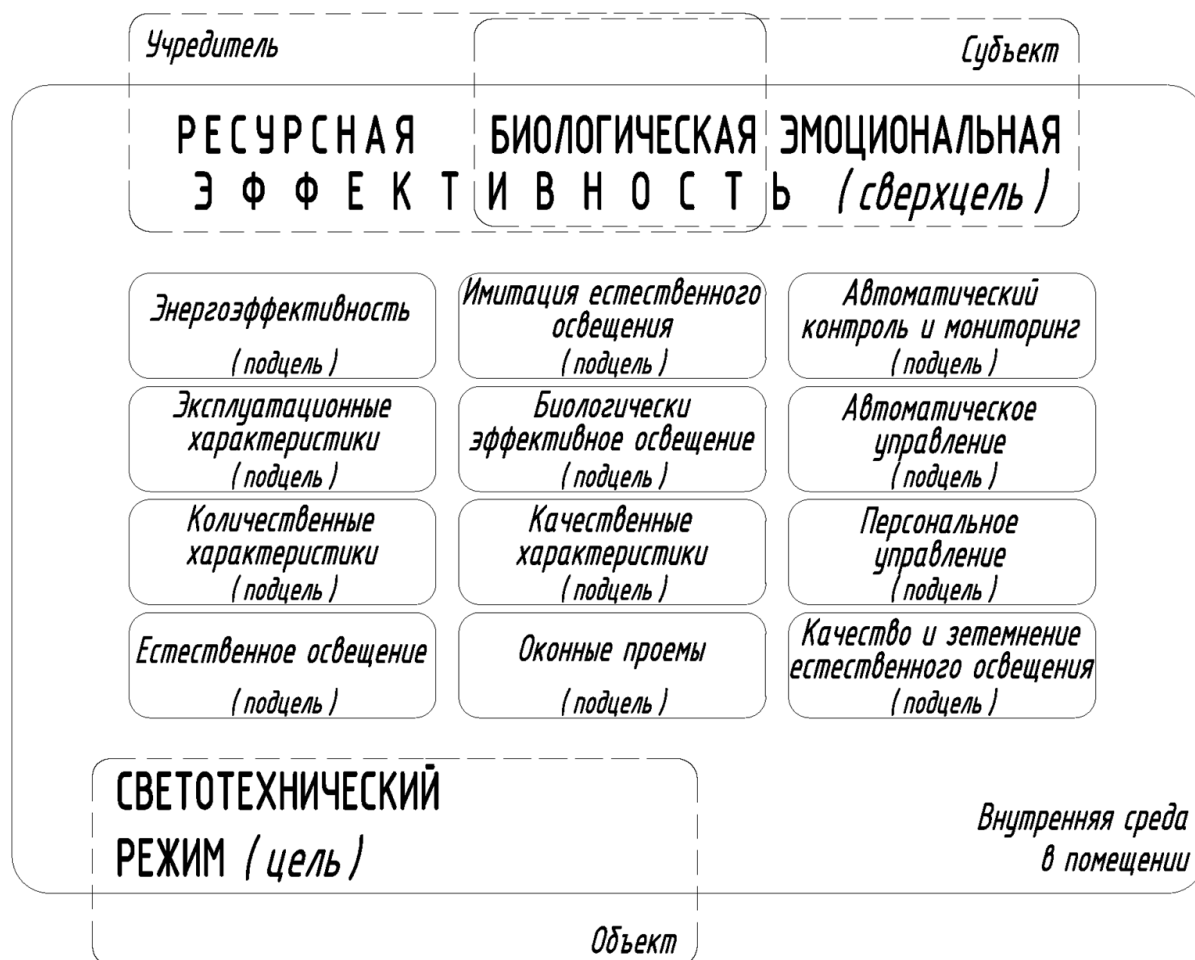 Учредитель
Субъект
РЕСУРСНАЯ БИОЛОГИЧЕСКАЯ ЭМОЦИОНАЛЬНАЯ
ЭФФЕКТИВНОСТЬ (сверхцель)
Энергоэффективность
(подцель)
Имитация естественного
освещения
(подцель)
Автоматический
контроль и мониторинг
(подцель)
Эксплуатационные
характеристики
(подцель)
Биологически
эффективное освещение
(подцель)
Автоматическое
управление
(подцель)
Количественные
характеристики
(подцель)
Качественные
характеристики
(подцель)
Персональное
управление
(подцель)
Естественное освещение
(подцель)
Оконные проемы
(подцель)
Качество и зетемнение
естественного освещения
(подцель)
СВЕТОТЕХНИЧЕСКИЙ
РЕЖИМ (цель)
Внутренняя среда
в помещении
Объект